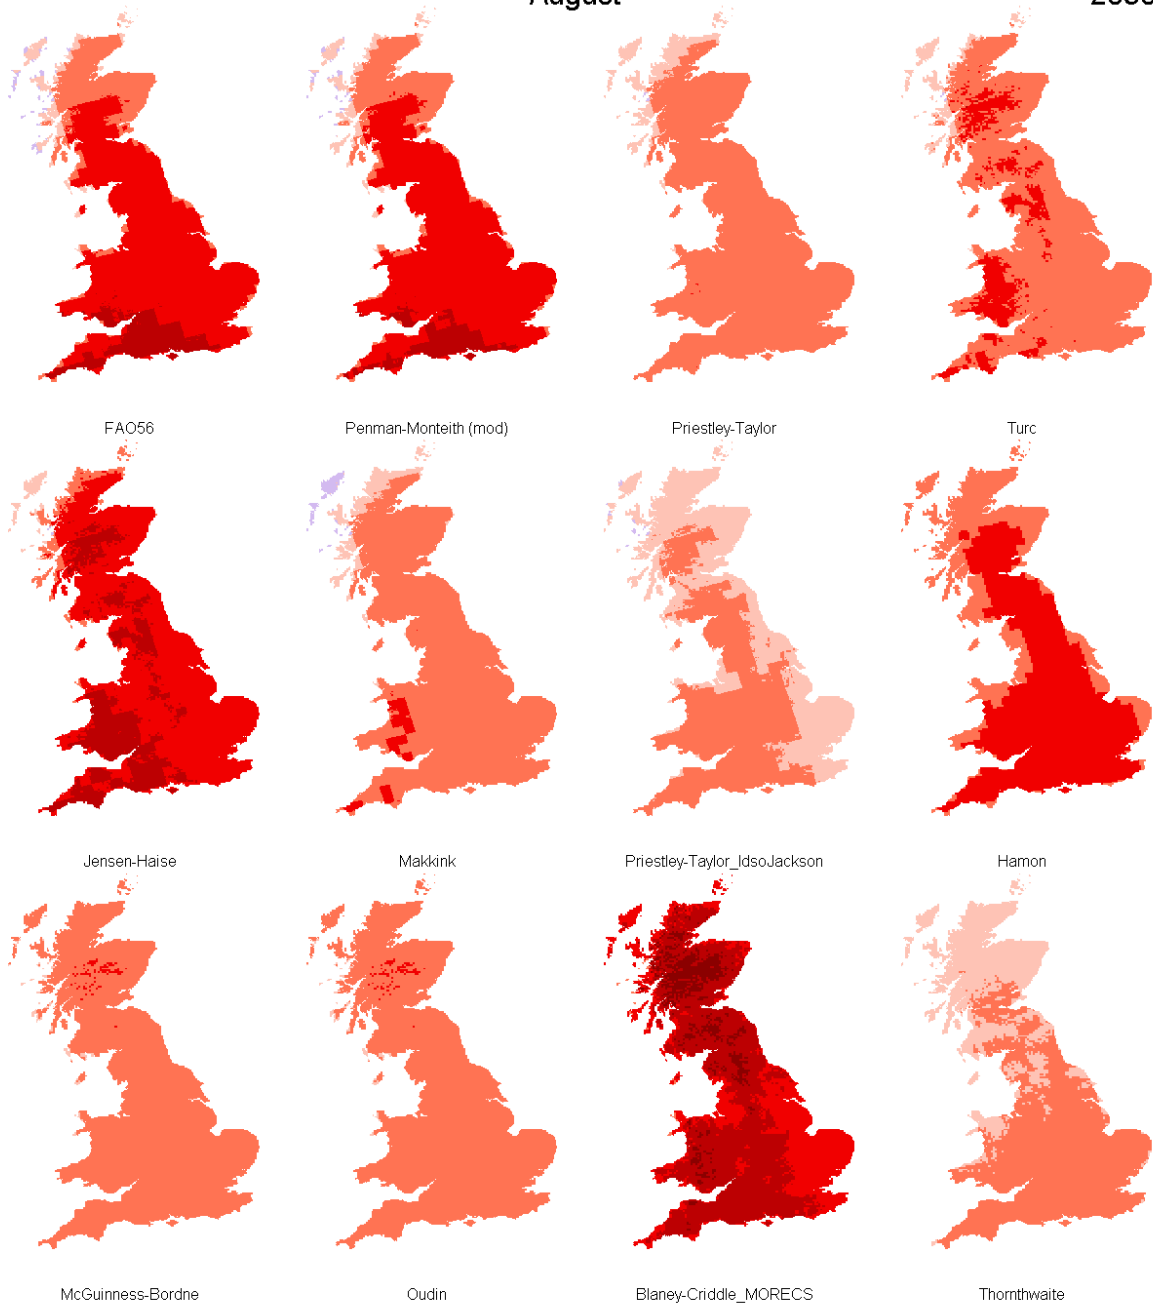 August
FAO56 Penman-Monteith (mod) Priestley-Taylor Turc
Jensen-Haise Makkink Priestley-Taylor_IdsoJackson Hamon
McGuinness-Bordne Oudin Blaney-Criddle_MORECS Thornthwaite